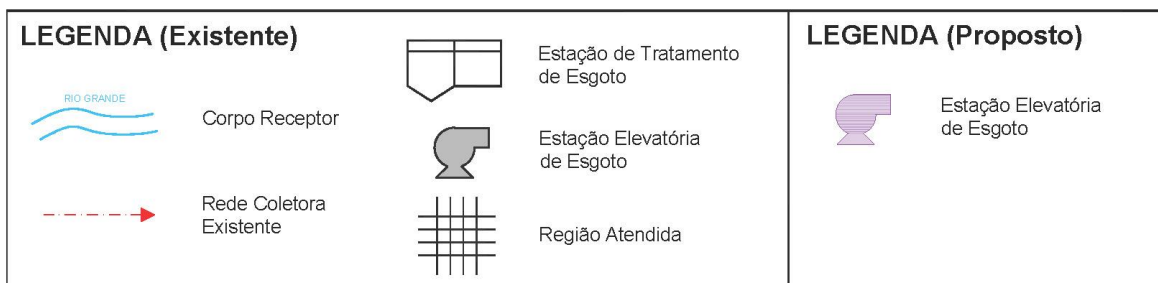 LEGENDA (Existente)
RIO GRANDE
Corpo Receptor
Rede Coletora
Existente
Estação de Tratamento
de Esgoto
Estação Elevatória
de Esgoto
Região Atendida
LEGENDA (Proposto)
Estação Elevatória
de Esgoto